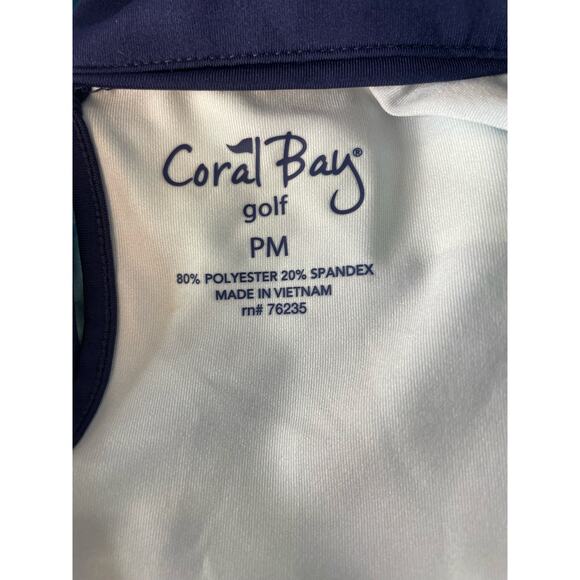 Coral Bay®
golf
PM
80% POLYESTER 20% SPANDEX
MADE IN VIETNAM
rn# 76235